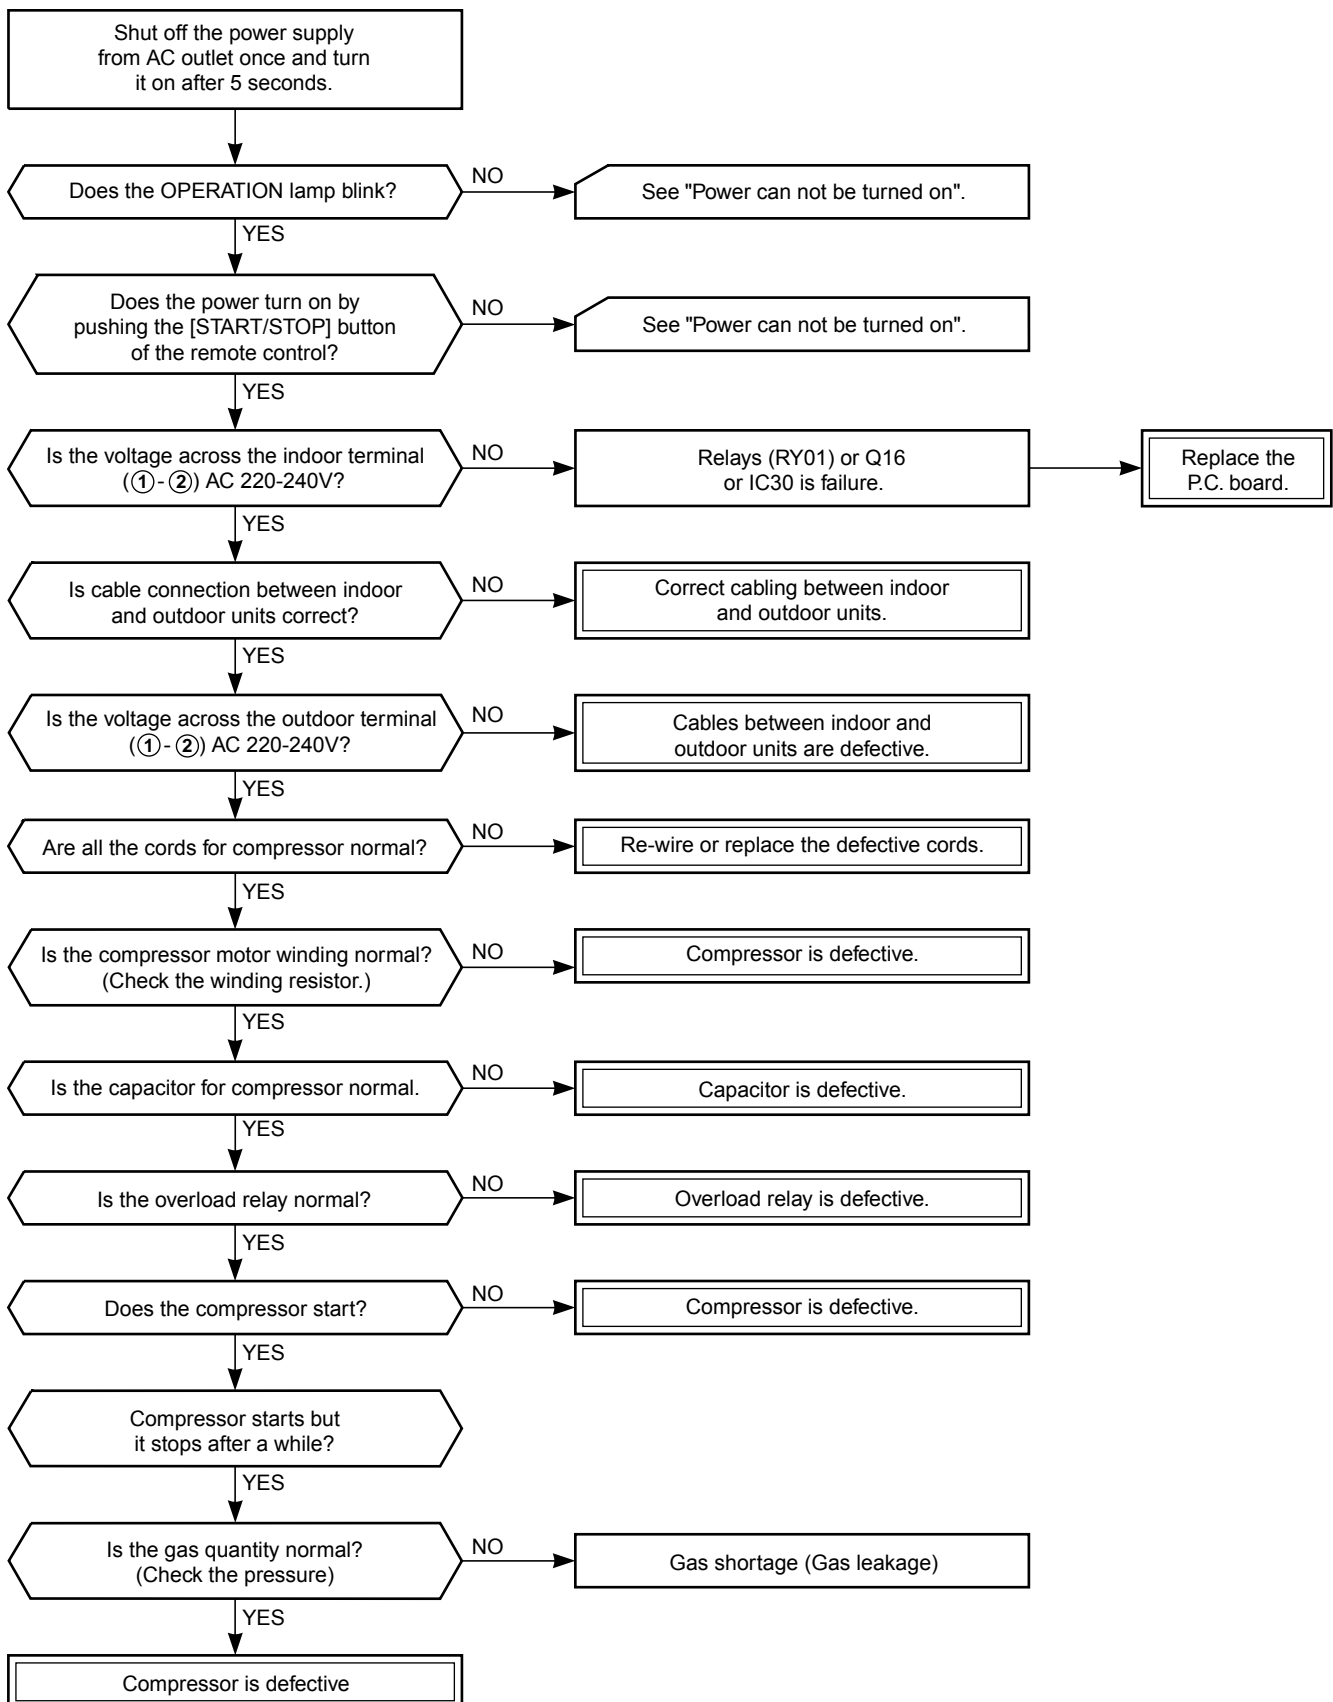 Shut off the power supply
from AC outlet once and turn
it on after 5 seconds.
Does the OPERATION lamp blink?
NO
See "Power can not be turned on".
YES
Does the power turn on by
pushing the [START/STOP] button
of the remote control?
NO
See "Power can not be turned on".
YES
Is the voltage across the indoor terminal
(①-②) AC 220-240V?
NO
Relays (RY01) or Q16
or IC30 is failure.
Replace the
P.C. board.
YES
Is cable connection between indoor
and outdoor units correct?
NO
Correct cabling between indoor
and outdoor units.
YES
Is the voltage across the outdoor terminal
(①-②) AC 220-240V?
NO
Cables between indoor and
outdoor units are defective.
YES
Are all the cords for compressor normal?
NO
Re-wire or replace the defective cords.
YES
Is the compressor motor winding normal?
(Check the winding resistor.)
NO
Compressor is defective.
YES
Is the capacitor for compressor normal.
NO
Capacitor is defective.
YES
Is the overload relay normal?
NO
Overload relay is defective.
YES
Does the compressor start?
NO
Compressor is defective.
YES
Compressor starts but
it stops after a while?
YES
Is the gas quantity normal?
(Check the pressure)
NO
Gas shortage (Gas leakage)
YES
Compressor is defective